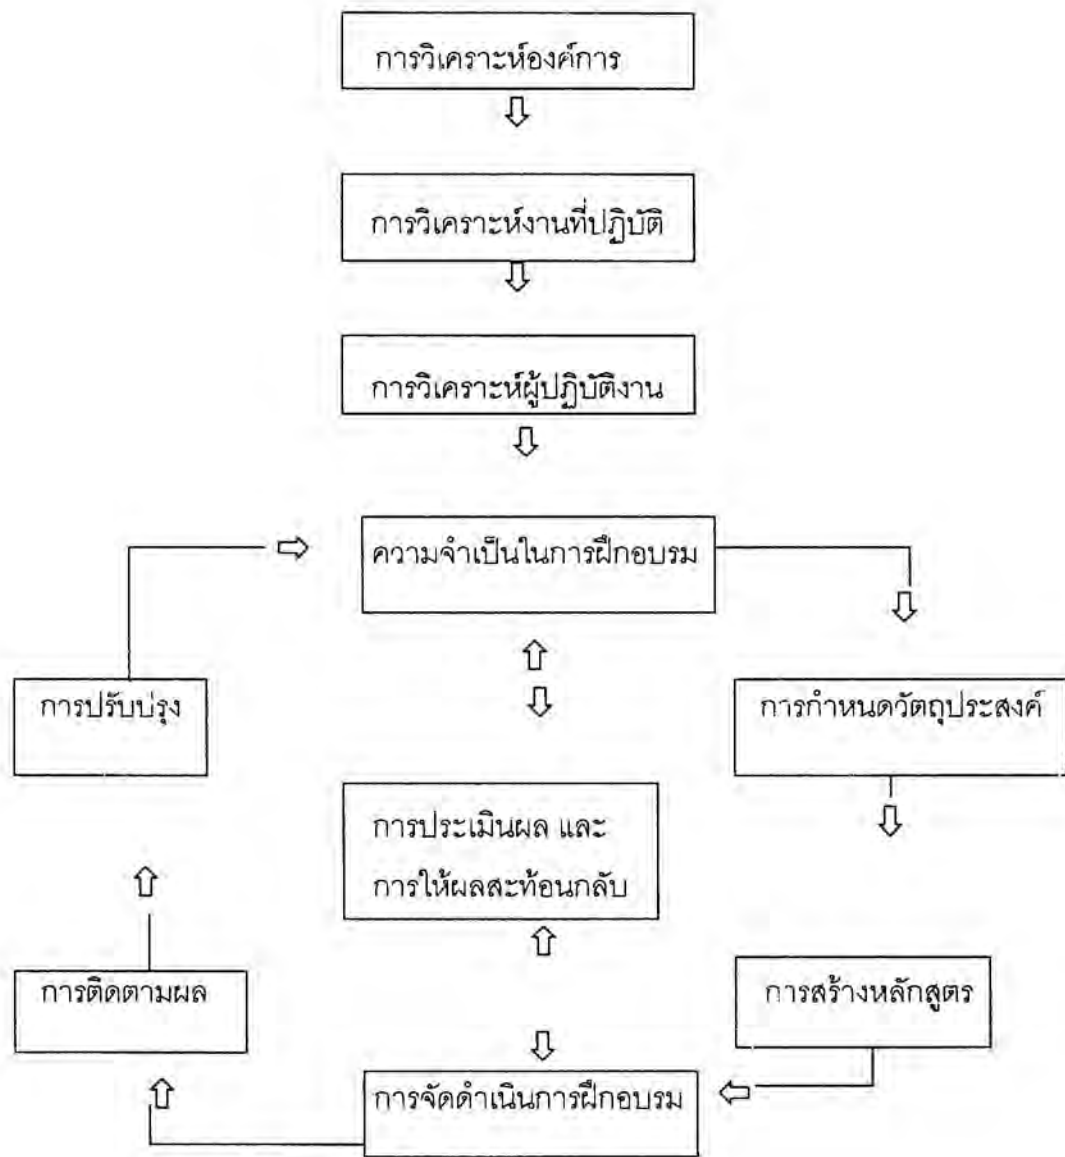 การวิเคราะห์องค์การ
การวิเคราะห์งานที่ปฏิบัติ
การวิเคราะห์ผู้ปฏิบัติงาน
ความจำเป็นในการฝึกอบรม
การปรับปรุง
การกำหนดวัตถุประสงค์
การประเมินผล และ
การให้ผลสะท้อนกลับ
การติดตามผล
การสร้างหลักสูตร
การจัดดำเนินการฝึกอบรม